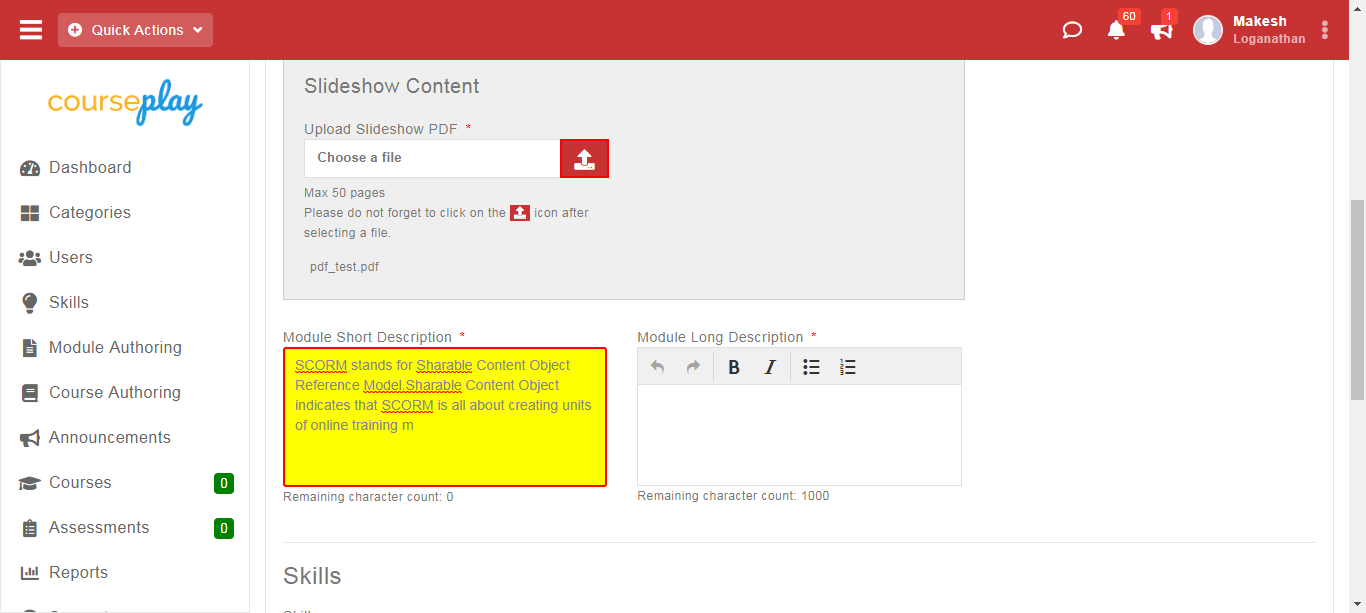 Quick Actions
60
1
Makesh
Loganathan
courseplay
Dashboard
Categories
Users
Skills
Module Authoring
Course Authoring
Announcements
Courses
0
Assessments
0
Reports
Slideshow Content
Upload Slideshow PDF *
Choose a file
Max 50 pages
Please do not forget to click on the icon after
selecting a file.
pdf_test.pdf
Module Short Description *
SCORM stands for Sharable Content Object
Reference Model.Sharable Content Object
indicates that SCORM is all about creating units
of online training m
Remaining character count: 0
Module Long Description *
B I
Remaining character count: 1000
Skills